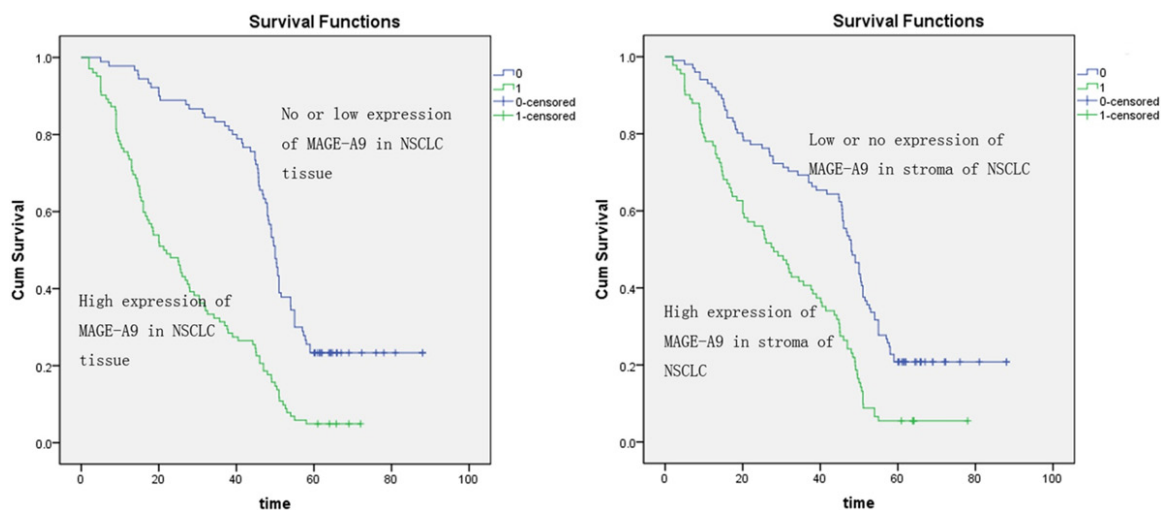 Survival Functions
1.0
0.8
0.6
0.4
0.2
0.0
Cum Survival
0
20
40
60
80
100
time
No or low expression
of MAGE-A9 in NSCLC
tissue
High expression of
MAGE-A9 in NSCLC
tissue
0
1
0-censored
1-censored
Survival Functions
1.0
0.8
0.6
0.4
0.2
0.0
Cum Survival
0
20
40
60
80
100
time
Low or no expression of
MAGE-A9 in stroma of NSCLC
High expression of
MAGE-A9 in stroma of
NSCLC
0
1
0-censored
1-censored